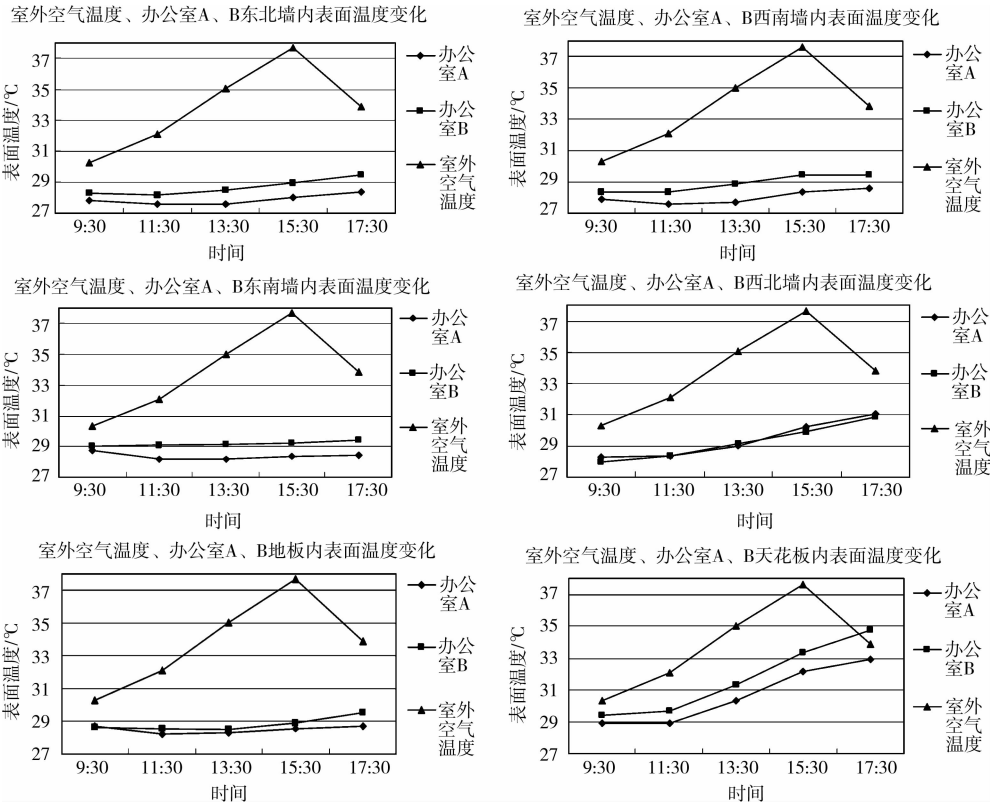 室外空气温度、办公室A、B东北墙内表面温度变化
表面温度/℃
37
35
33
31
29
27
9:30 11:30 13:30 15:30 17:30
时间
办公
室A
办公
室B
室外
空气
温度
室外空气温度、办公室A、B西南墙内表面温度变化
表面温度/℃
37
35
33
31
29
27
9:30 11:30 13:30 15:30 17:30
时间
办公
室A
办公
室B
室外
空气
温度
室外空气温度、办公室A、B东南墙内表面温度变化
表面温度/℃
37
35
33
31
29
27
9:30 11:30 13:30 15:30 17:30
时间
办公
室A
办公
室B
室外
空气
温度
室外空气温度、办公室A、B西北墙内表面温度变化
表面温度/℃
37
35
33
31
29
27
9:30 11:30 13:30 15:30 17:30
时间
办公
室A
办公
室B
室外
空气
温度
室外空气温度、办公室A、B地板内表面温度变化
表面温度/℃
37
35
33
31
29
27
9:30 11:30 13:30 15:30 17:30
时间
办公
室A
办公
室B
室外
空气
温度
室外空气温度、办公室A、B天花板内表面温度变化
表面温度/℃
37
35
33
31
29
27
9:30 11:30 13:30 15:30 17:30
时间
办公
室A
办公
室B
室外
空气
温度